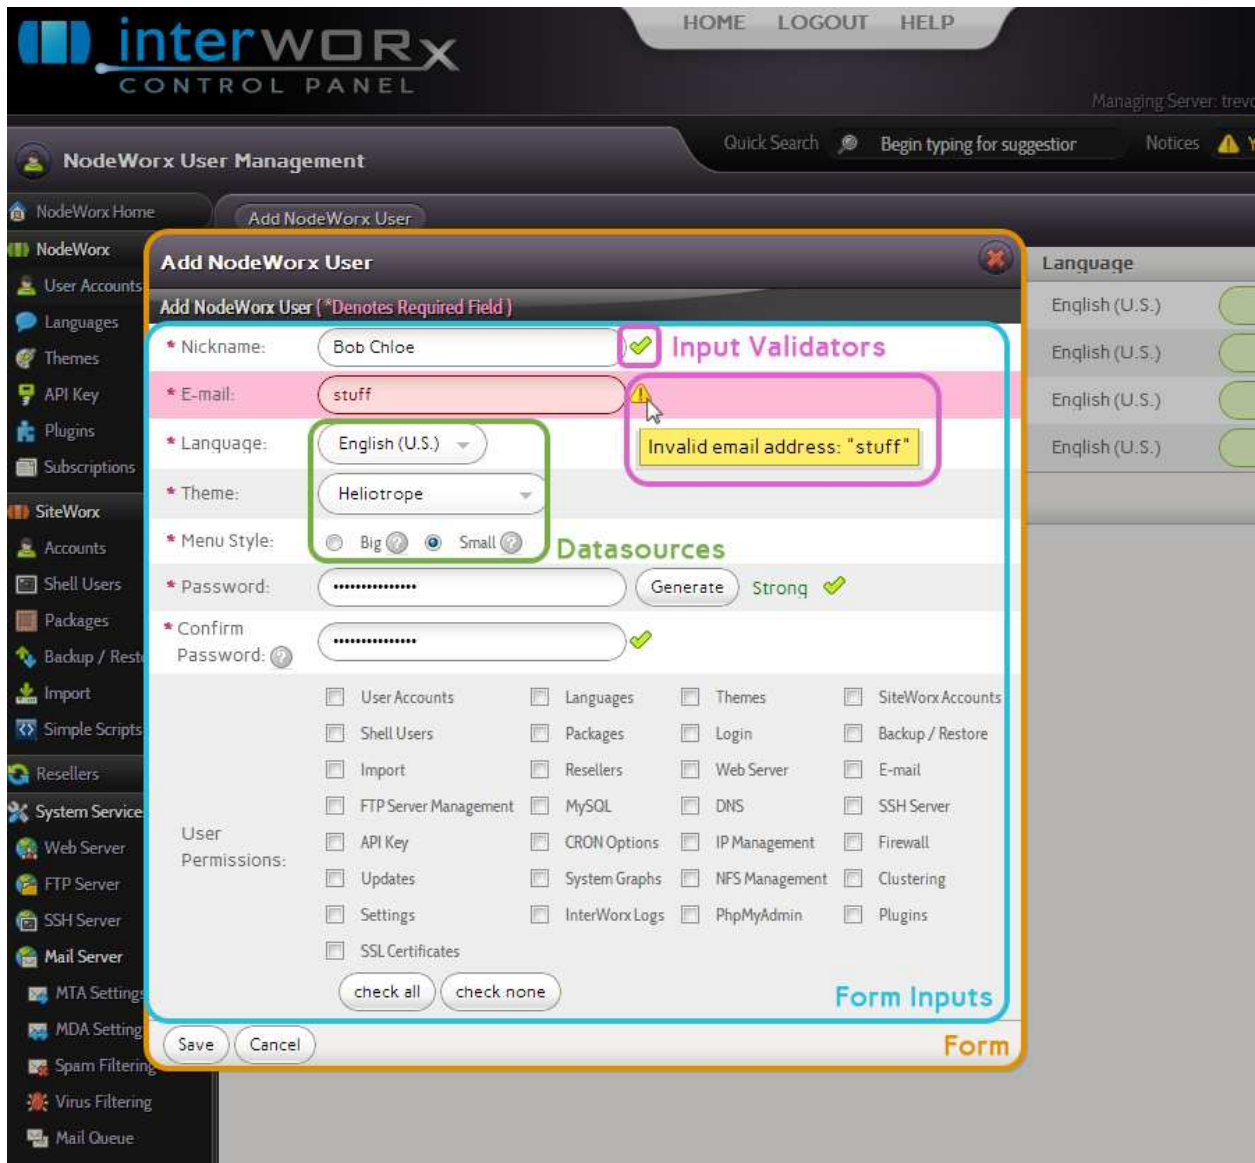 HOME LOGOUT HELP
interworx
CONTROL PANEL
Managing Server: trevo
Quick Search Begin typing for suggestior Notices
NodeWorx User Management
NodeWorx Home
Add NodeWorx User
NodeWorx
User Accounts
Languages
Themes
API Key
Plugins
Subscriptions
SiteWorx
Accounts
Shell Users
Packages
Backup / Resto
Import
Simple Scripts
Resellers
System Service
Web Server
FTP Server
SSH Server
Mail Server
MTA Settings
MDA Setting
Spam Filtering
Virus Filtering
Mail Queue
Add NodeWorx User
Add NodeWorx User ( *Denotes Required Field )
* Nickname: Bob Chloe Input Validators
* E-mail: stuff
Invalid email address: "stuff"
* Language: English (U.S.)
* Theme: Heliotrope
* Menu Style: Big ? Small ? Datasources
* Password: ••••••••••••••• Generate Strong
* Confirm
Password: ? •••••••••••••••
User
Permissions:
User Accounts Languages Themes SiteWorx Accounts
Shell Users Packages Login Backup / Restore
Import Resellers Web Server E-mail
FTP Server Management MySQL DNS SSH Server
API Key CRON Options IP Management Firewall
Updates System Graphs NFS Management Clustering
Settings InterWorx Logs PhpMyAdmin Plugins
SSL Certificates
check all check none
Form Inputs
Save Cancel
Form
Language
English (U.S.)
English (U.S.)
English (U.S.)
English (U.S.)